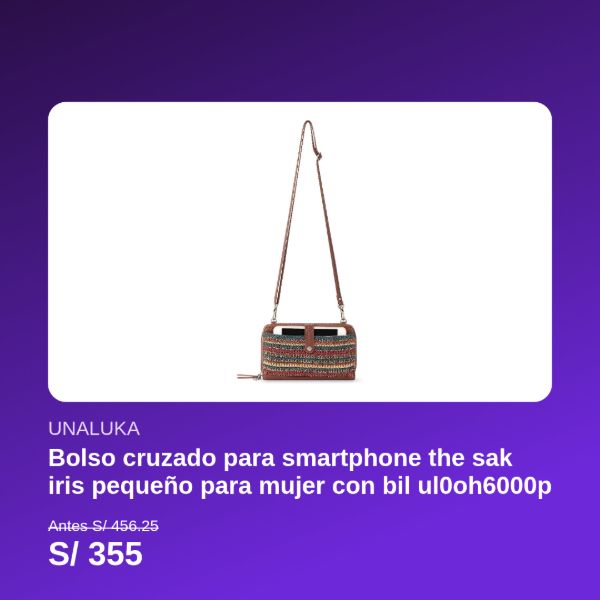 UNALUKA
Bolso cruzado para smartphone the sak
iris pequeño para mujer con bil ul0oh6000p
Antes S/ 456.25
S/ 355